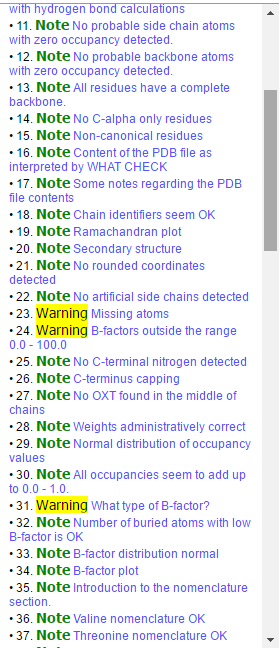 with hydrogen bond calculations
• 11. Note No probable side chain atoms
with zero occupancy detected.
• 12. Note No probable backbone atoms
with zero occupancy detected.
• 13. Note All residues have a complete
backbone.
• 14. Note No C-alpha only residues
• 15. Note Non-canonical residues
• 16. Note Content of the PDB file as
interpreted by WHAT CHECK
• 17. Note Some notes regarding the PDB
file contents
• 18. Note Chain identifiers seem OK
• 19. Note Ramachandran plot
• 20. Note Secondary structure
• 21. Note No rounded coordinates
detected
• 22. Note No artificial side chains detected
• 23. Warning Missing atoms
• 24. Warning B-factors outside the range
0.0 - 100.0
• 25. Note No C-terminal nitrogen detected
• 26. Note C-terminus capping
• 27. Note No OXT found in the middle of
chains
• 28. Note Weights administratively correct
• 29. Note Normal distribution of occupancy
values
• 30. Note All occupancies seem to add up
to 0.0 - 1.0.
• 31. Warning What type of B-factor?
• 32. Note Number of buried atoms with low
B-factor is OK
• 33. Note B-factor distribution normal
• 34. Note B-factor plot
• 35. Note Introduction to the nomenclature
section.
• 36. Note Valine nomenclature OK
• 37. Note Threonine nomenclature OK